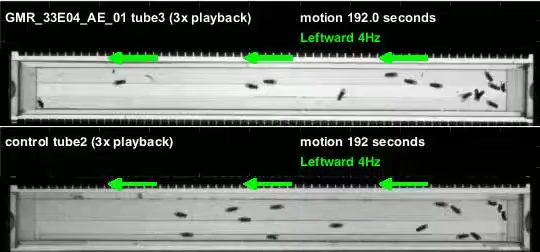 GMR_33E04_AE_01 tube3 (3x playback)
motion 192.0 seconds
Leftward 4Hz
control tube2 (3x playback)
motion 192 seconds
Leftward 4Hz